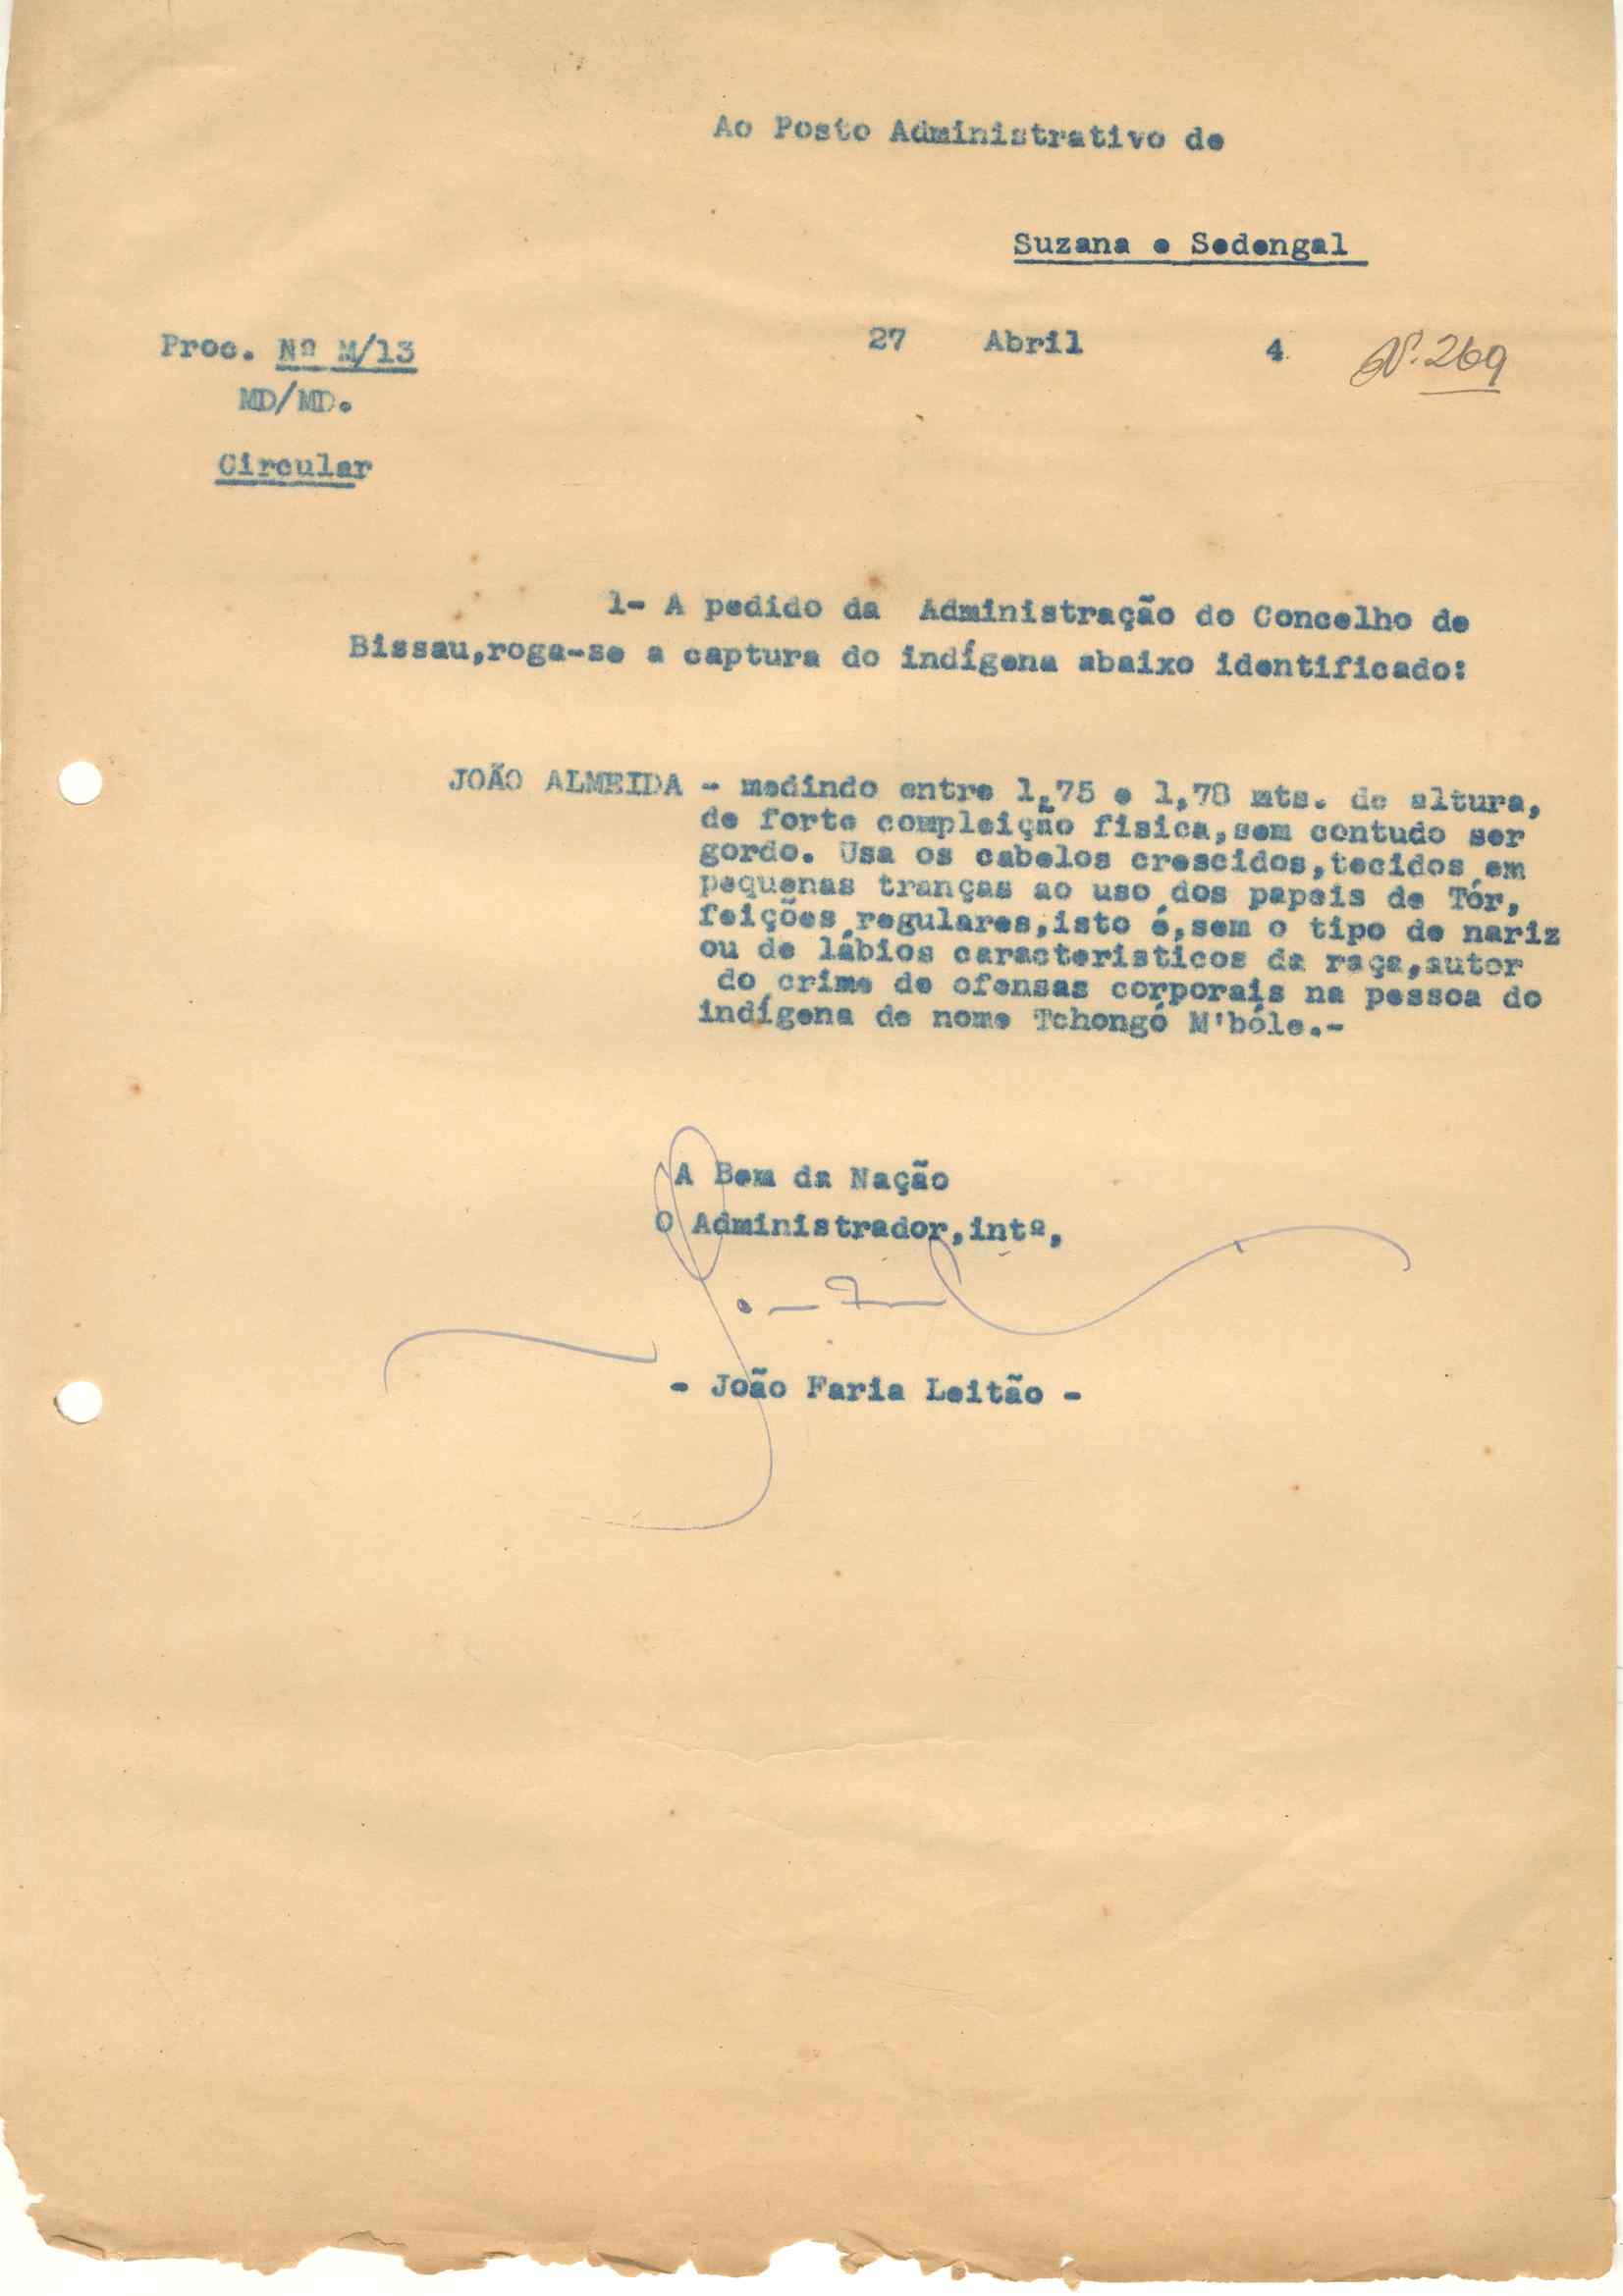 Ao Posto Administrativo de
Suzana e Sedengal
Proc. Nº M/13
27 Abril 4 Nº. 269
MD/MD.
Circular
1- A pedido da Administração do Concelho de
Bissau,roga-se a captura do indígena abaixo identificado:
JOÃO ALMEIDA - medindo entre 1,75 e 1,78 mts. de altura,
de forte compleição fisica,sem contudo ser
gordo. Usa os cabelos crescidos,tecidos em
pequenas tranças ao uso dos papeis de Tór,
feições regulares,isto é,sem o tipo de nariz
ou de lábios caracteristicos da raça,autor
do crime de ofensas corporais na pessoa do
indígena de nome Tchongó M'bóle.-
A Bem da Nação
O Administrador,intº,
- João Faria Leitão -